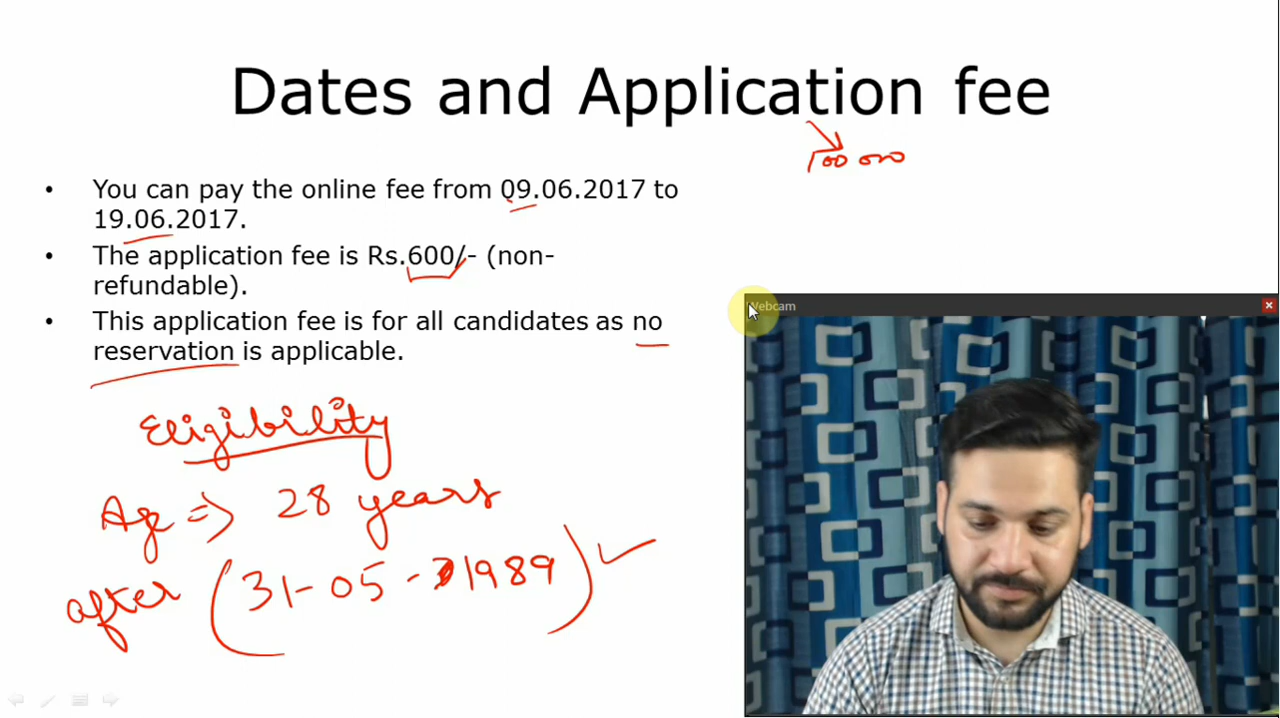 Dates and Application fee
100 000
• You can pay the online fee from 09.06.2017 to
19.06.2017.
• The application fee is Rs.600/- (non-
refundable).
• This application fee is for all candidates as no
reservation is applicable.
Webcam
Eligibility
Age => 28 years
after (31-05-1989) ✓